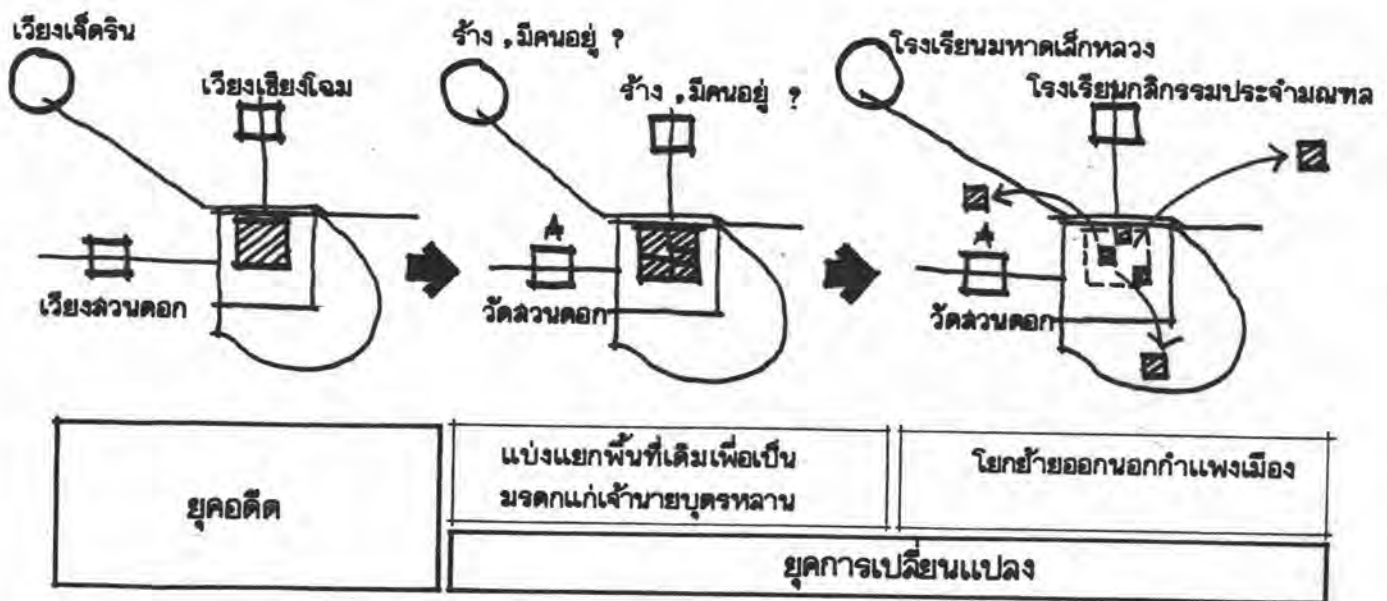 เวียงเจ็ดริน
เวียงเชียงโฉม
เวียงสวนดอก
ร้าง , มีคนอยู่ ?
ร้าง , มีคนอยู่ ?
A
วัดสวนดอก
โรงเรียนมหาดเล็กหลวง
โรงเรียนกสิกรรมประจำมณฑล
A
วัดสวนดอก
ยุคอดีต
แบ่งแยกพื้นที่เดิมเพื่อเป็น
มรดกแก่เจ้านายบุตรหลาน
โยกย้ายออกนอกกำแพงเมือง
ยุคการเปลี่ยนแปลง